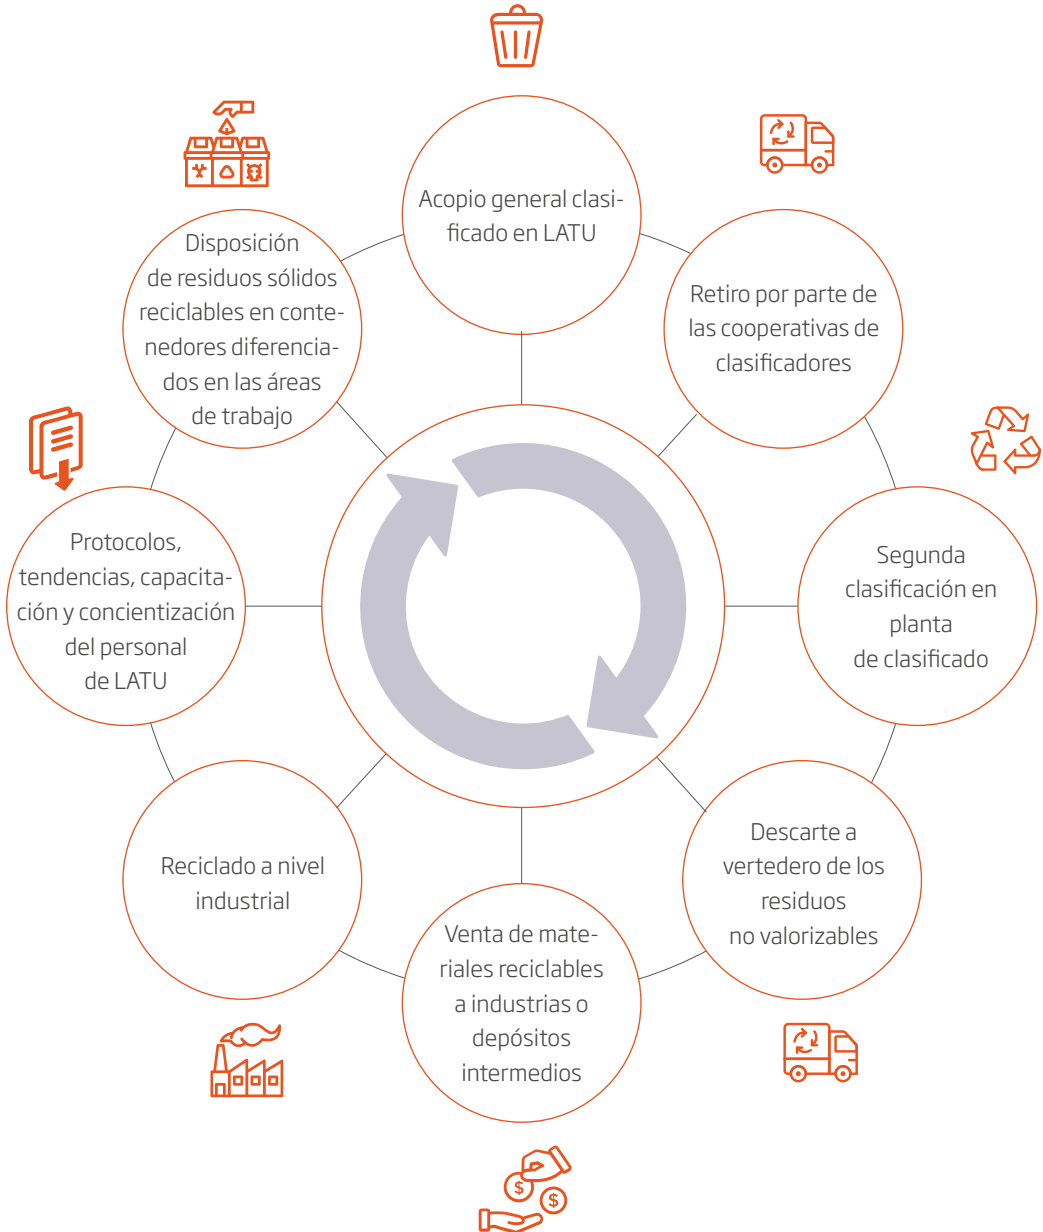 Acopio general clasi-
ficado en LATU
Retiro por parte de
las cooperativas de
clasificadores
Segunda
clasificación en
planta
de clasificado
Descarte a
vertedero de los
residuos
no valorizables
Venta de mate-
riales reciclables
a industrias o
depósitos
intermedios
$
$
Reciclado a nivel
industrial
Protocolos,
tendencias, capacita-
ción y concientización
del personal
de LATU
Disposición
de residuos sólidos
reciclables en conte-
nedores diferencia-
dos en las áreas
de trabajo